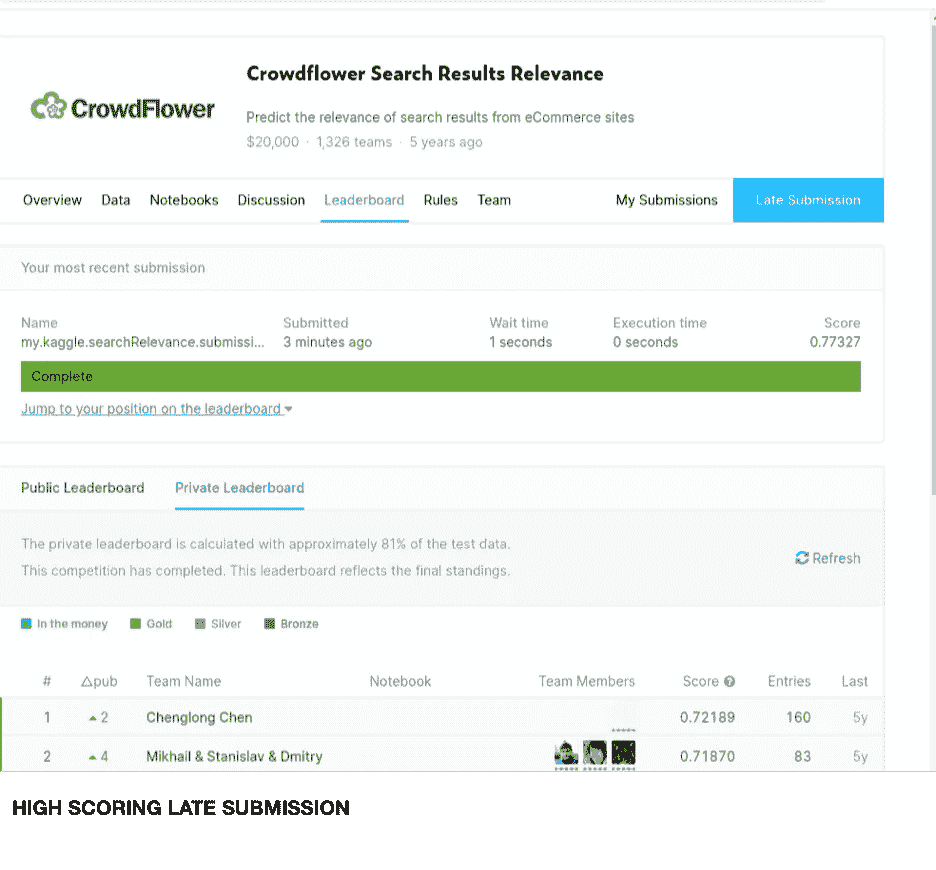 Crowdflower Search Results Relevance
CrowdFlower
Predict the relevance of search results from eCommerce sites
$20,000 · 1,326 teams · 5 years ago
Overview Data Notebooks Discussion Leaderboard Rules Team My Submissions Late Submission
Your most recent submission
Name Submitted Wait time Execution time Score
my.kaggle.searchRelevance.submissi... 3 minutes ago 1 seconds 0 seconds 0.77327
Complete
Jump to your position on the leaderboard
Public Leaderboard Private Leaderboard
The private leaderboard is calculated with approximately 81% of the test data.
This competition has completed. This leaderboard reflects the final standings.
Refresh
In the money Gold Silver Bronze
# △pub Team Name Notebook Team Members Score Entries Last
1 2 Chenglong Chen 0.72189 160 5y
2 4 Mikhail & Stanislav & Dmitry 0.71870 83 5y
HIGH SCORING LATE SUBMISSION